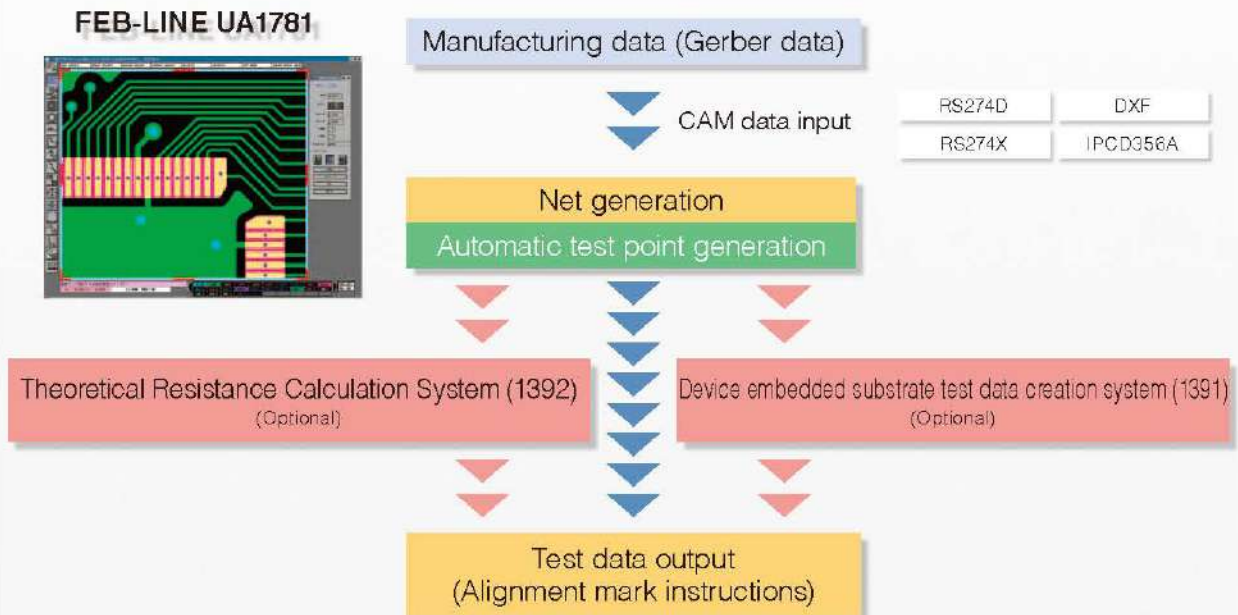 FEB-LINE UA1781
Manufacturing data (Gerber data)
CAM data input
RS274D
DXF
RS274X
IPCD356A
Net generation
Automatic test point generation
Theoretical Resistance Calculation System (1392)
(Optional)
Device embedded substrate test data creation system (1391)
(Optional)
Test data output
(Alignment mark instructions)